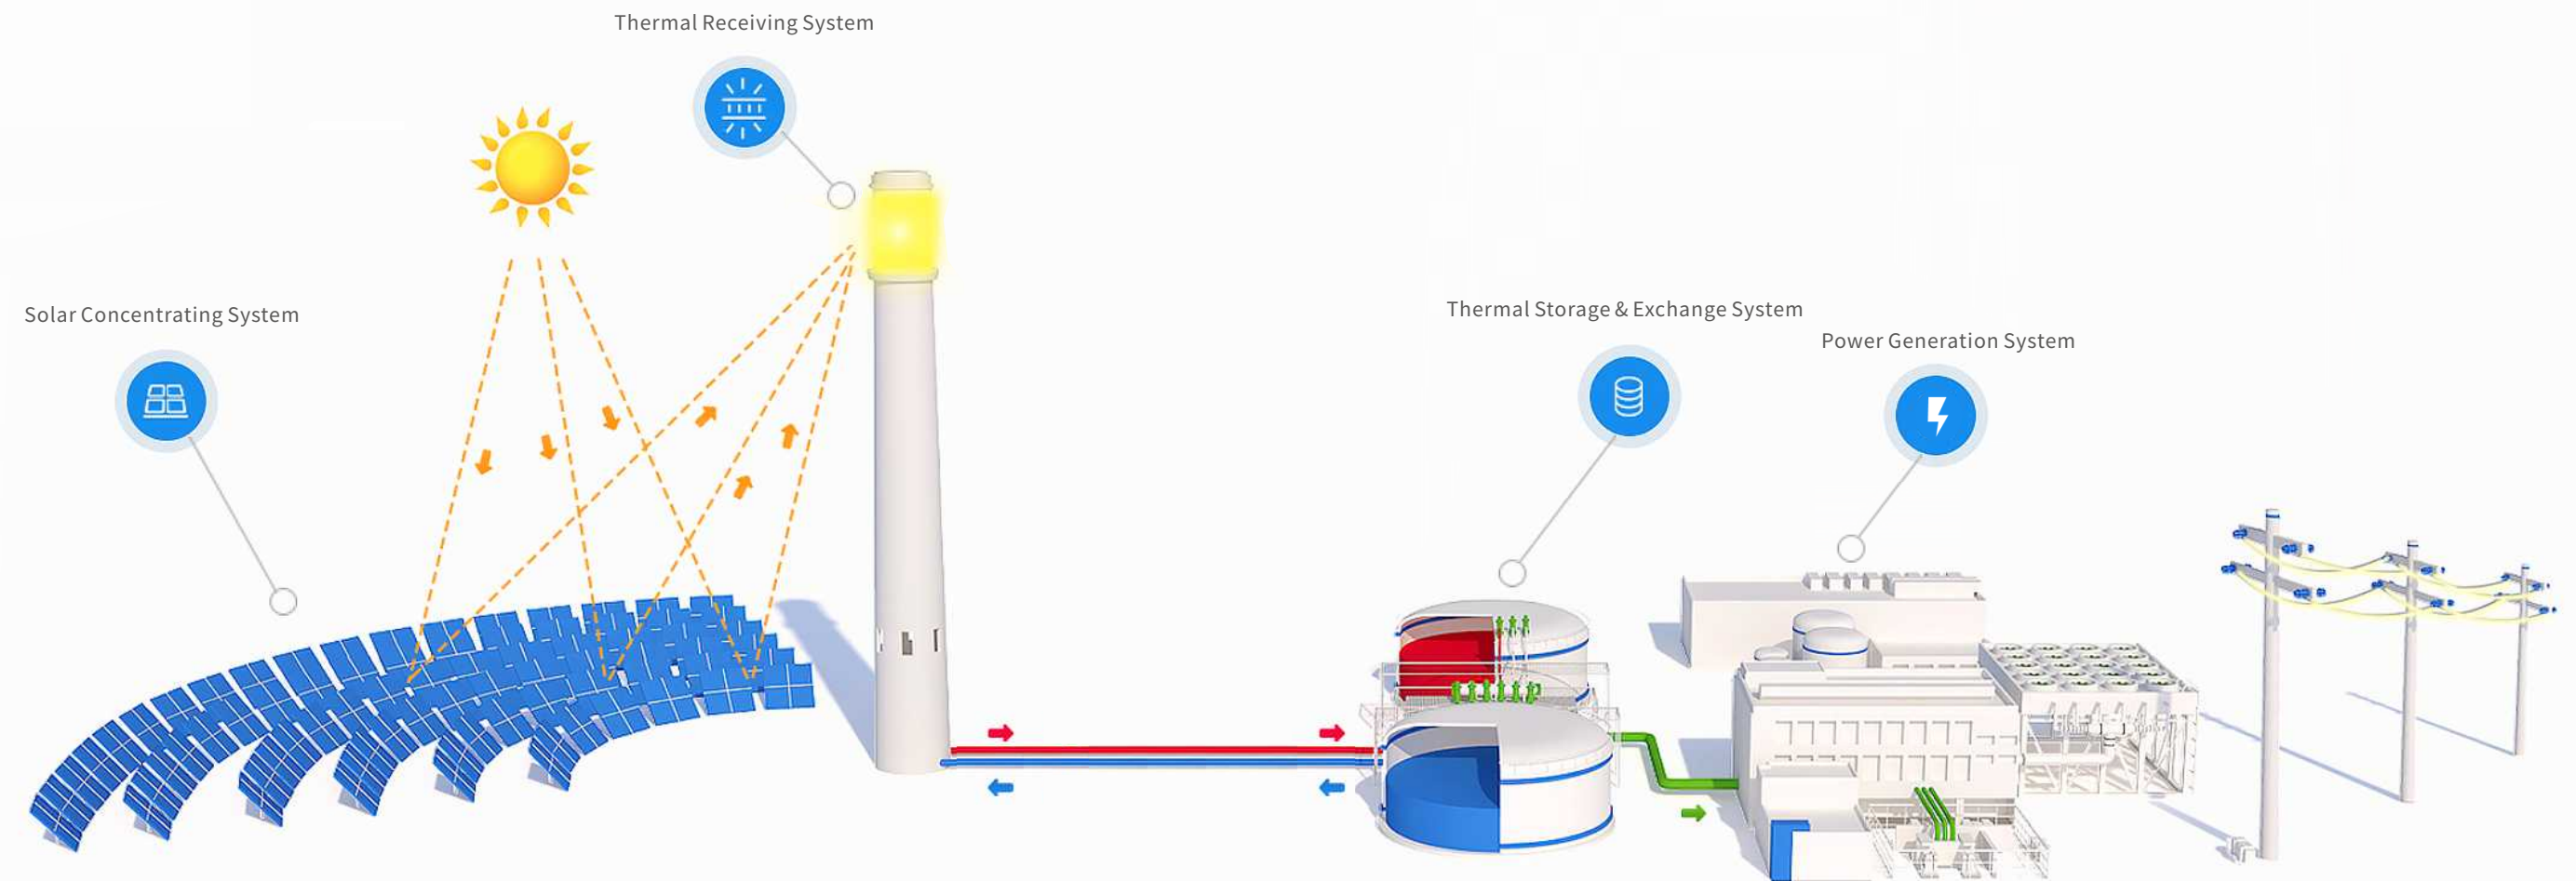 Thermal Receiving System
Solar Concentrating System
Thermal Storage & Exchange System
Power Generation System